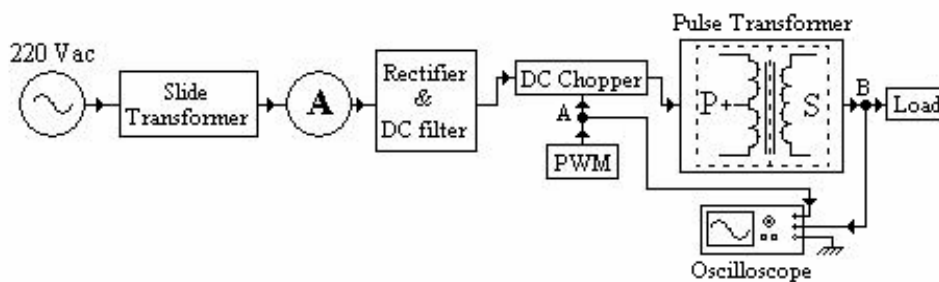 Pulse Transformer
220 Vac
Slide
Transformer
A
Rectifier
&
DC filter
DC Chopper
A
PWM
P+
S
B
Load
Oscilloscope